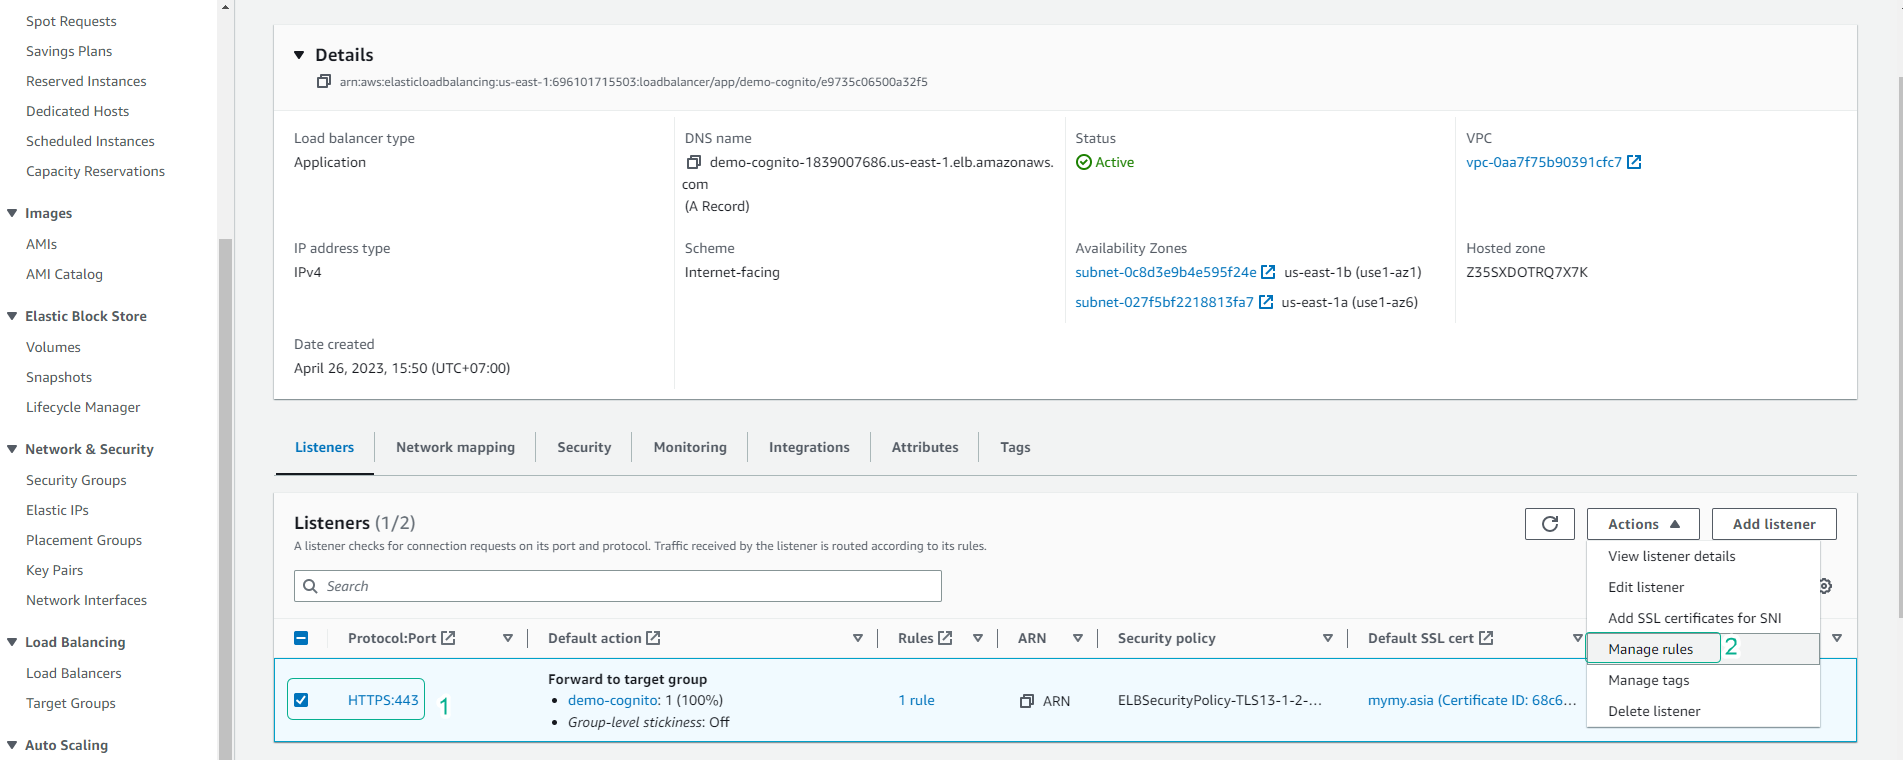 Spot Requests
Savings Plans
Reserved Instances
Dedicated Hosts
Scheduled Instances
Capacity Reservations
Images
AMIs
AMI Catalog
Elastic Block Store
Volumes
Snapshots
Lifecycle Manager
Network & Security
Security Groups
Elastic IPs
Placement Groups
Key Pairs
Network Interfaces
Load Balancing
Load Balancers
Target Groups
Auto Scaling
Details
arn:aws:elasticloadbalancing:us-east-1:696101715503:loadbalancer/app/demo-cognito/e9735c06500a32f5
Load balancer type
Application
DNS name
demo-cognito-1839007686.us-east-1.elb.amazonaws.
com
(A Record)
Status
Active
VPC
vpc-0aa7f75b90391cfc7
IP address type
IPv4
Scheme
Internet-facing
Availability Zones
subnet-0c8d3e9b4e595f24e us-east-1b (use1-az1)
subnet-027f5bf2218813fa7 us-east-1a (use1-az6)
Hosted zone
Z35SXDOTRQ7X7K
Date created
April 26, 2023, 15:50 (UTC+07:00)
Listeners Network mapping Security Monitoring Integrations Attributes Tags
Listeners (1/2)
A listener checks for connection requests on its port and protocol. Traffic received by the listener is routed according to its rules.
Actions
Add listener
Search
View listener details
Edit listener
Add SSL certificates for SNI
Manage rules 2
Manage tags
Delete listener
Protocol:Port Default action Rules ARN Security policy Default SSL cert
HTTPS:443 1
Forward to target group
demo-cognito: 1 (100%)
Group-level stickiness: Off
1 rule
ARN
ELBSecurityPolicy-TLS13-1-2-...
mymy.asia (Certificate ID: 68c6...